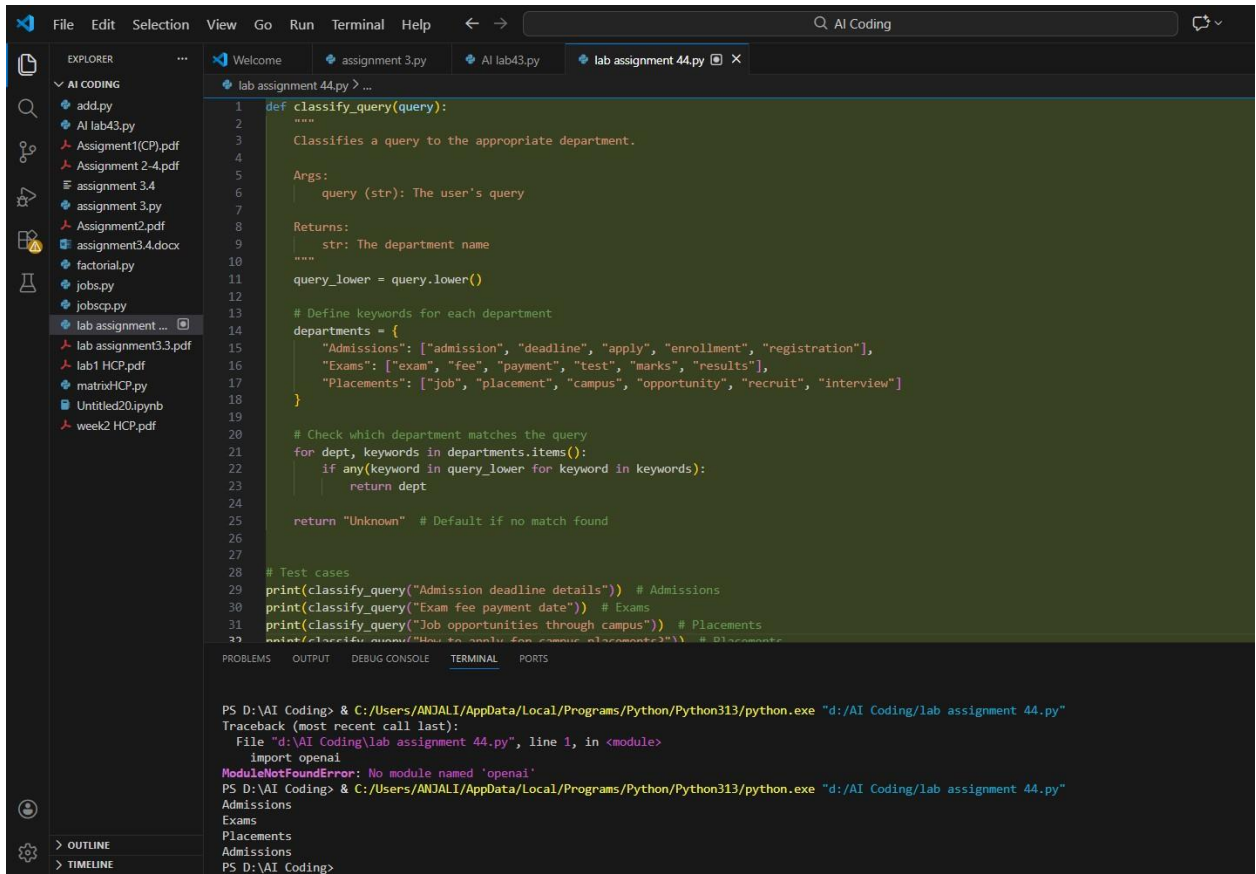 File Edit Selection View Go Run Terminal Help
AI Coding
EXPLORER
Welcome
assignment 3.py
AI lab43.py
lab assignment 44.py
AI CODING
add.py
AI lab43.py
Assigment1(CP).pdf
Assignment 2-4.pdf
assignment 3.4
assignment 3.py
Assignment2.pdf
assignment3.4.docx
factorial.py
jobs.py
jobscp.py
lab assignment ...
lab assignment3.3.pdf
lab1 HCP.pdf
matrixHCP.py
Untitled20.ipynb
week2 HCP.pdf
OUTLINE
TIMELINE
lab assignment 44.py > ...
1 def classify_query(query):
2 """
3 Classifies a query to the appropriate department.
4
5 Args:
6 query (str): The user's query
7
8 Returns:
9 str: The department name
10 """
11 query_lower = query.lower()
12
13 # Define keywords for each department
14 departments = {
15 "Admissions": ["admission", "deadline", "apply", "enrollment", "registration"],
16 "Exams": ["exam", "fee", "payment", "test", "marks", "results"],
17 "Placements": ["job", "placement", "campus", "opportunity", "recruit", "interview"]
18 }
19
20 # Check which department matches the query
21 for dept, keywords in departments.items():
22 if any(keyword in query_lower for keyword in keywords):
23 return dept
24
25 return "Unknown" # Default if no match found
26
27
28 # Test cases
29 print(classify_query("Admission deadline details")) # Admissions
30 print(classify_query("Exam fee payment date")) # Exams
31 print(classify_query("Job opportunities through campus")) # Placements
32 print(classify_query("How to apply for campus placements?")) # Placements
PROBLEMS OUTPUT DEBUG CONSOLE TERMINAL PORTS
PS D:\AI Coding> & C:/Users/ANJALI/AppData/Local/Programs/Python/Python313/python.exe "d:/AI Coding/lab assignment 44.py"
Traceback (most recent call last):
File "d:\AI Coding\lab assignment 44.py", line 1, in <module>
import openai
ModuleNotFoundError: No module named 'openai'
PS D:\AI Coding> & C:/Users/ANJALI/AppData/Local/Programs/Python/Python313/python.exe "d:/AI Coding/lab assignment 44.py"
Admissions
Exams
Placements
Admissions
PS D:\AI Coding>